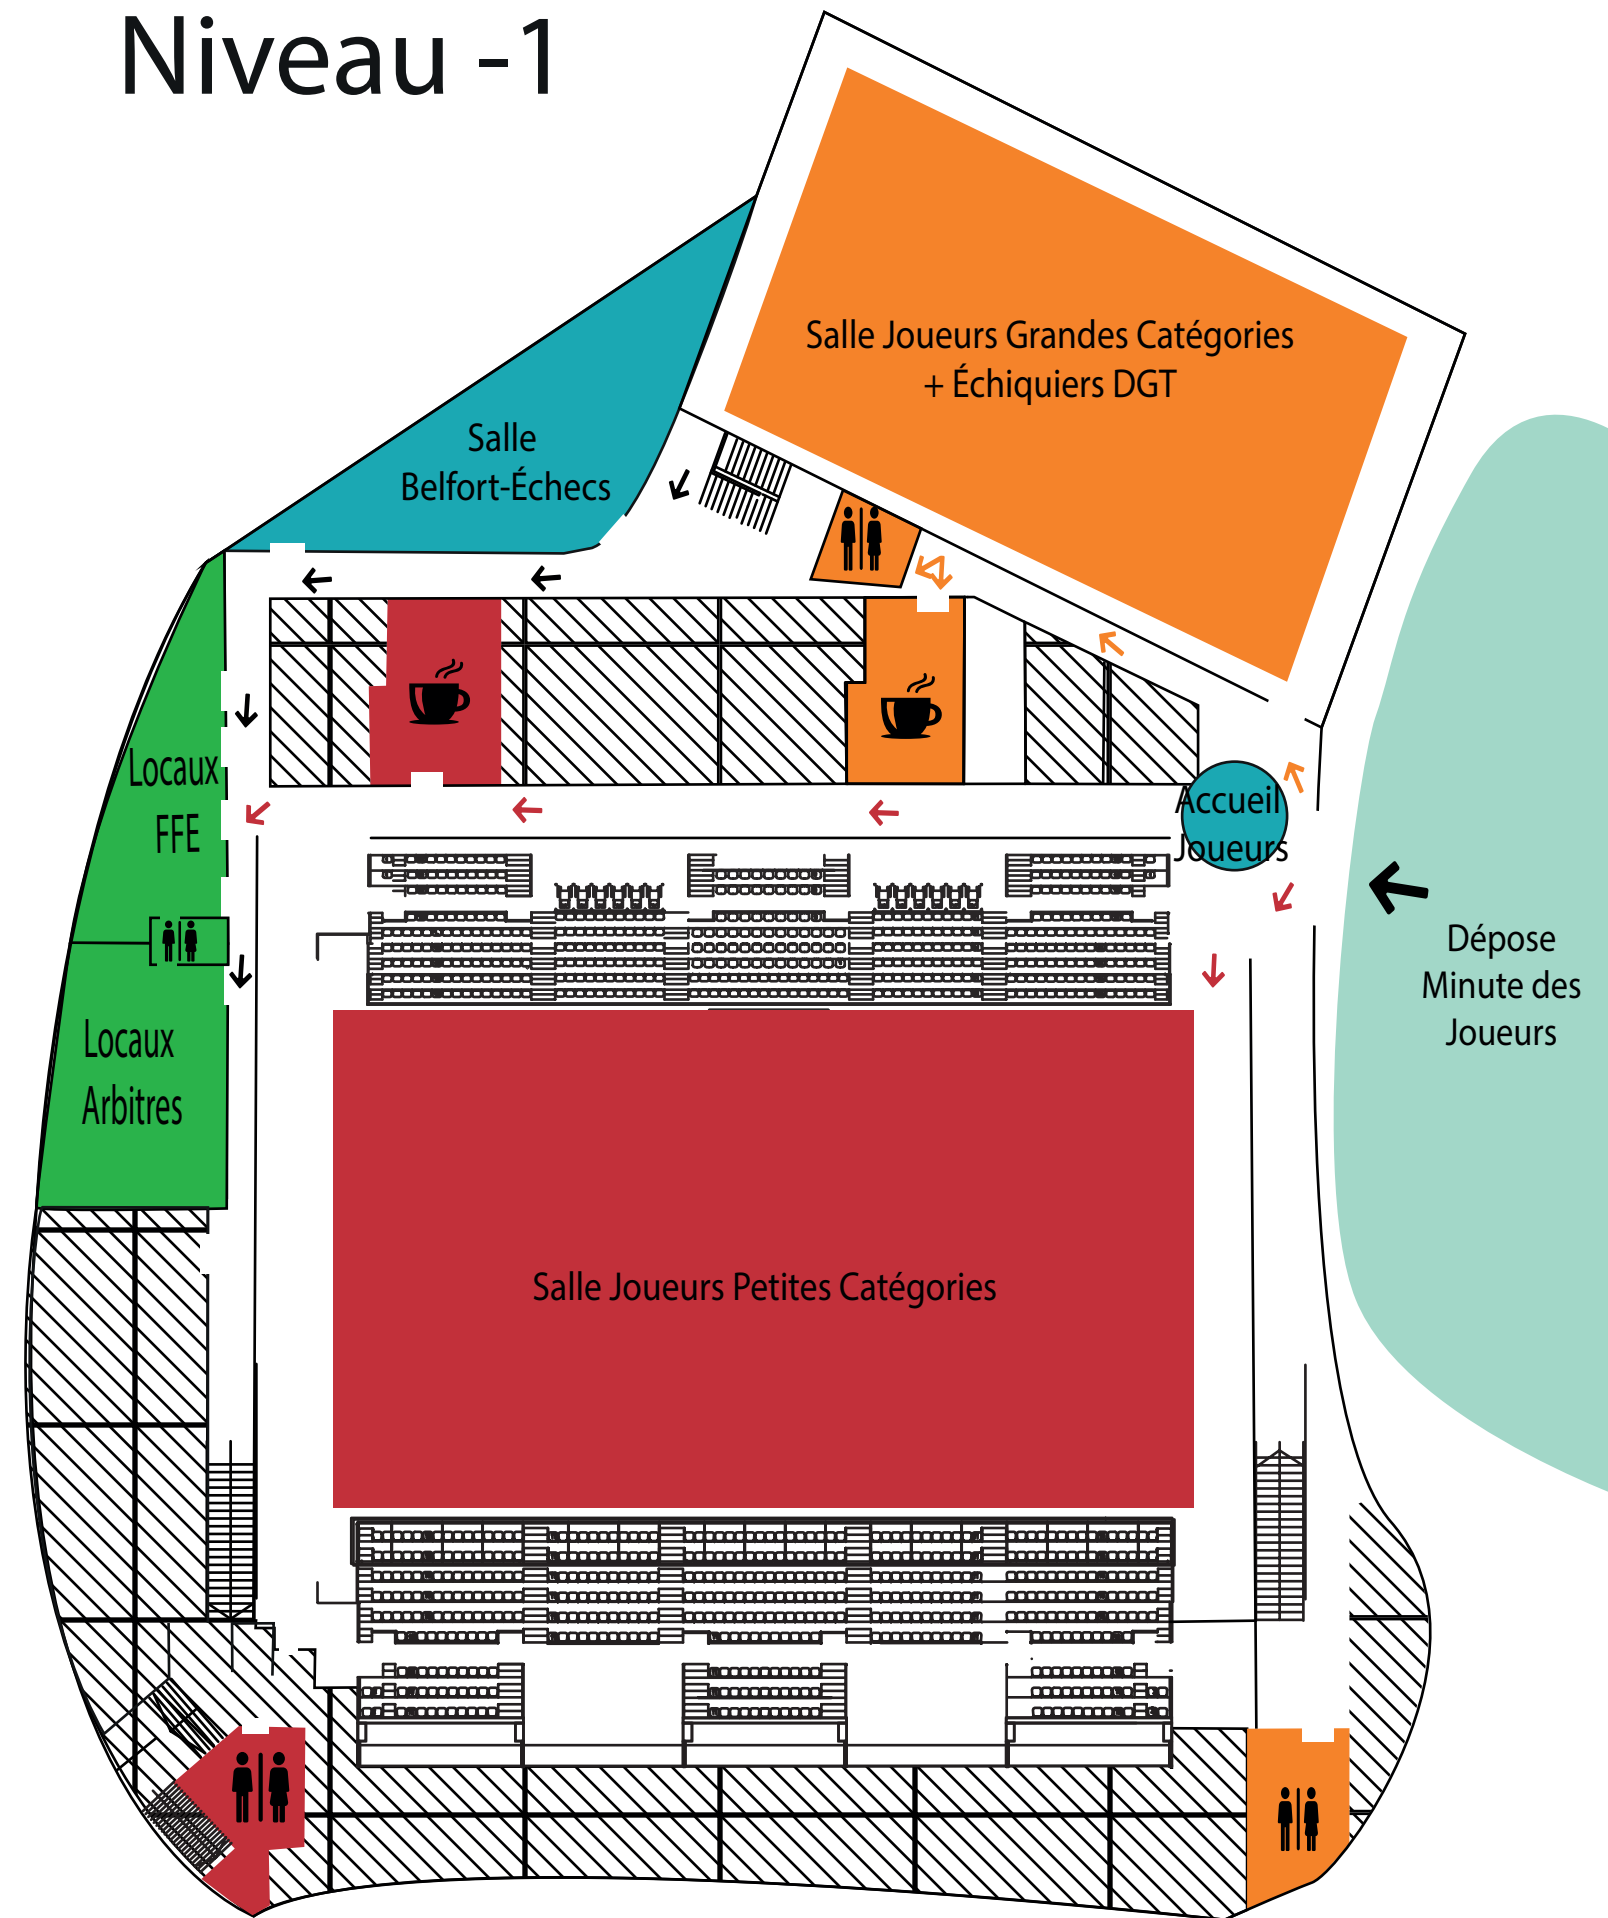 Niveau -1
Salle Joueurs Grandes Catégories
+ Échiquiers DGT
Salle
Belfort-Échecs
Locaux
FFE
Accueil
Joueurs
Dépose
Minute des
Joueurs
Locaux
Arbitres
Salle Joueurs Petites Catégories